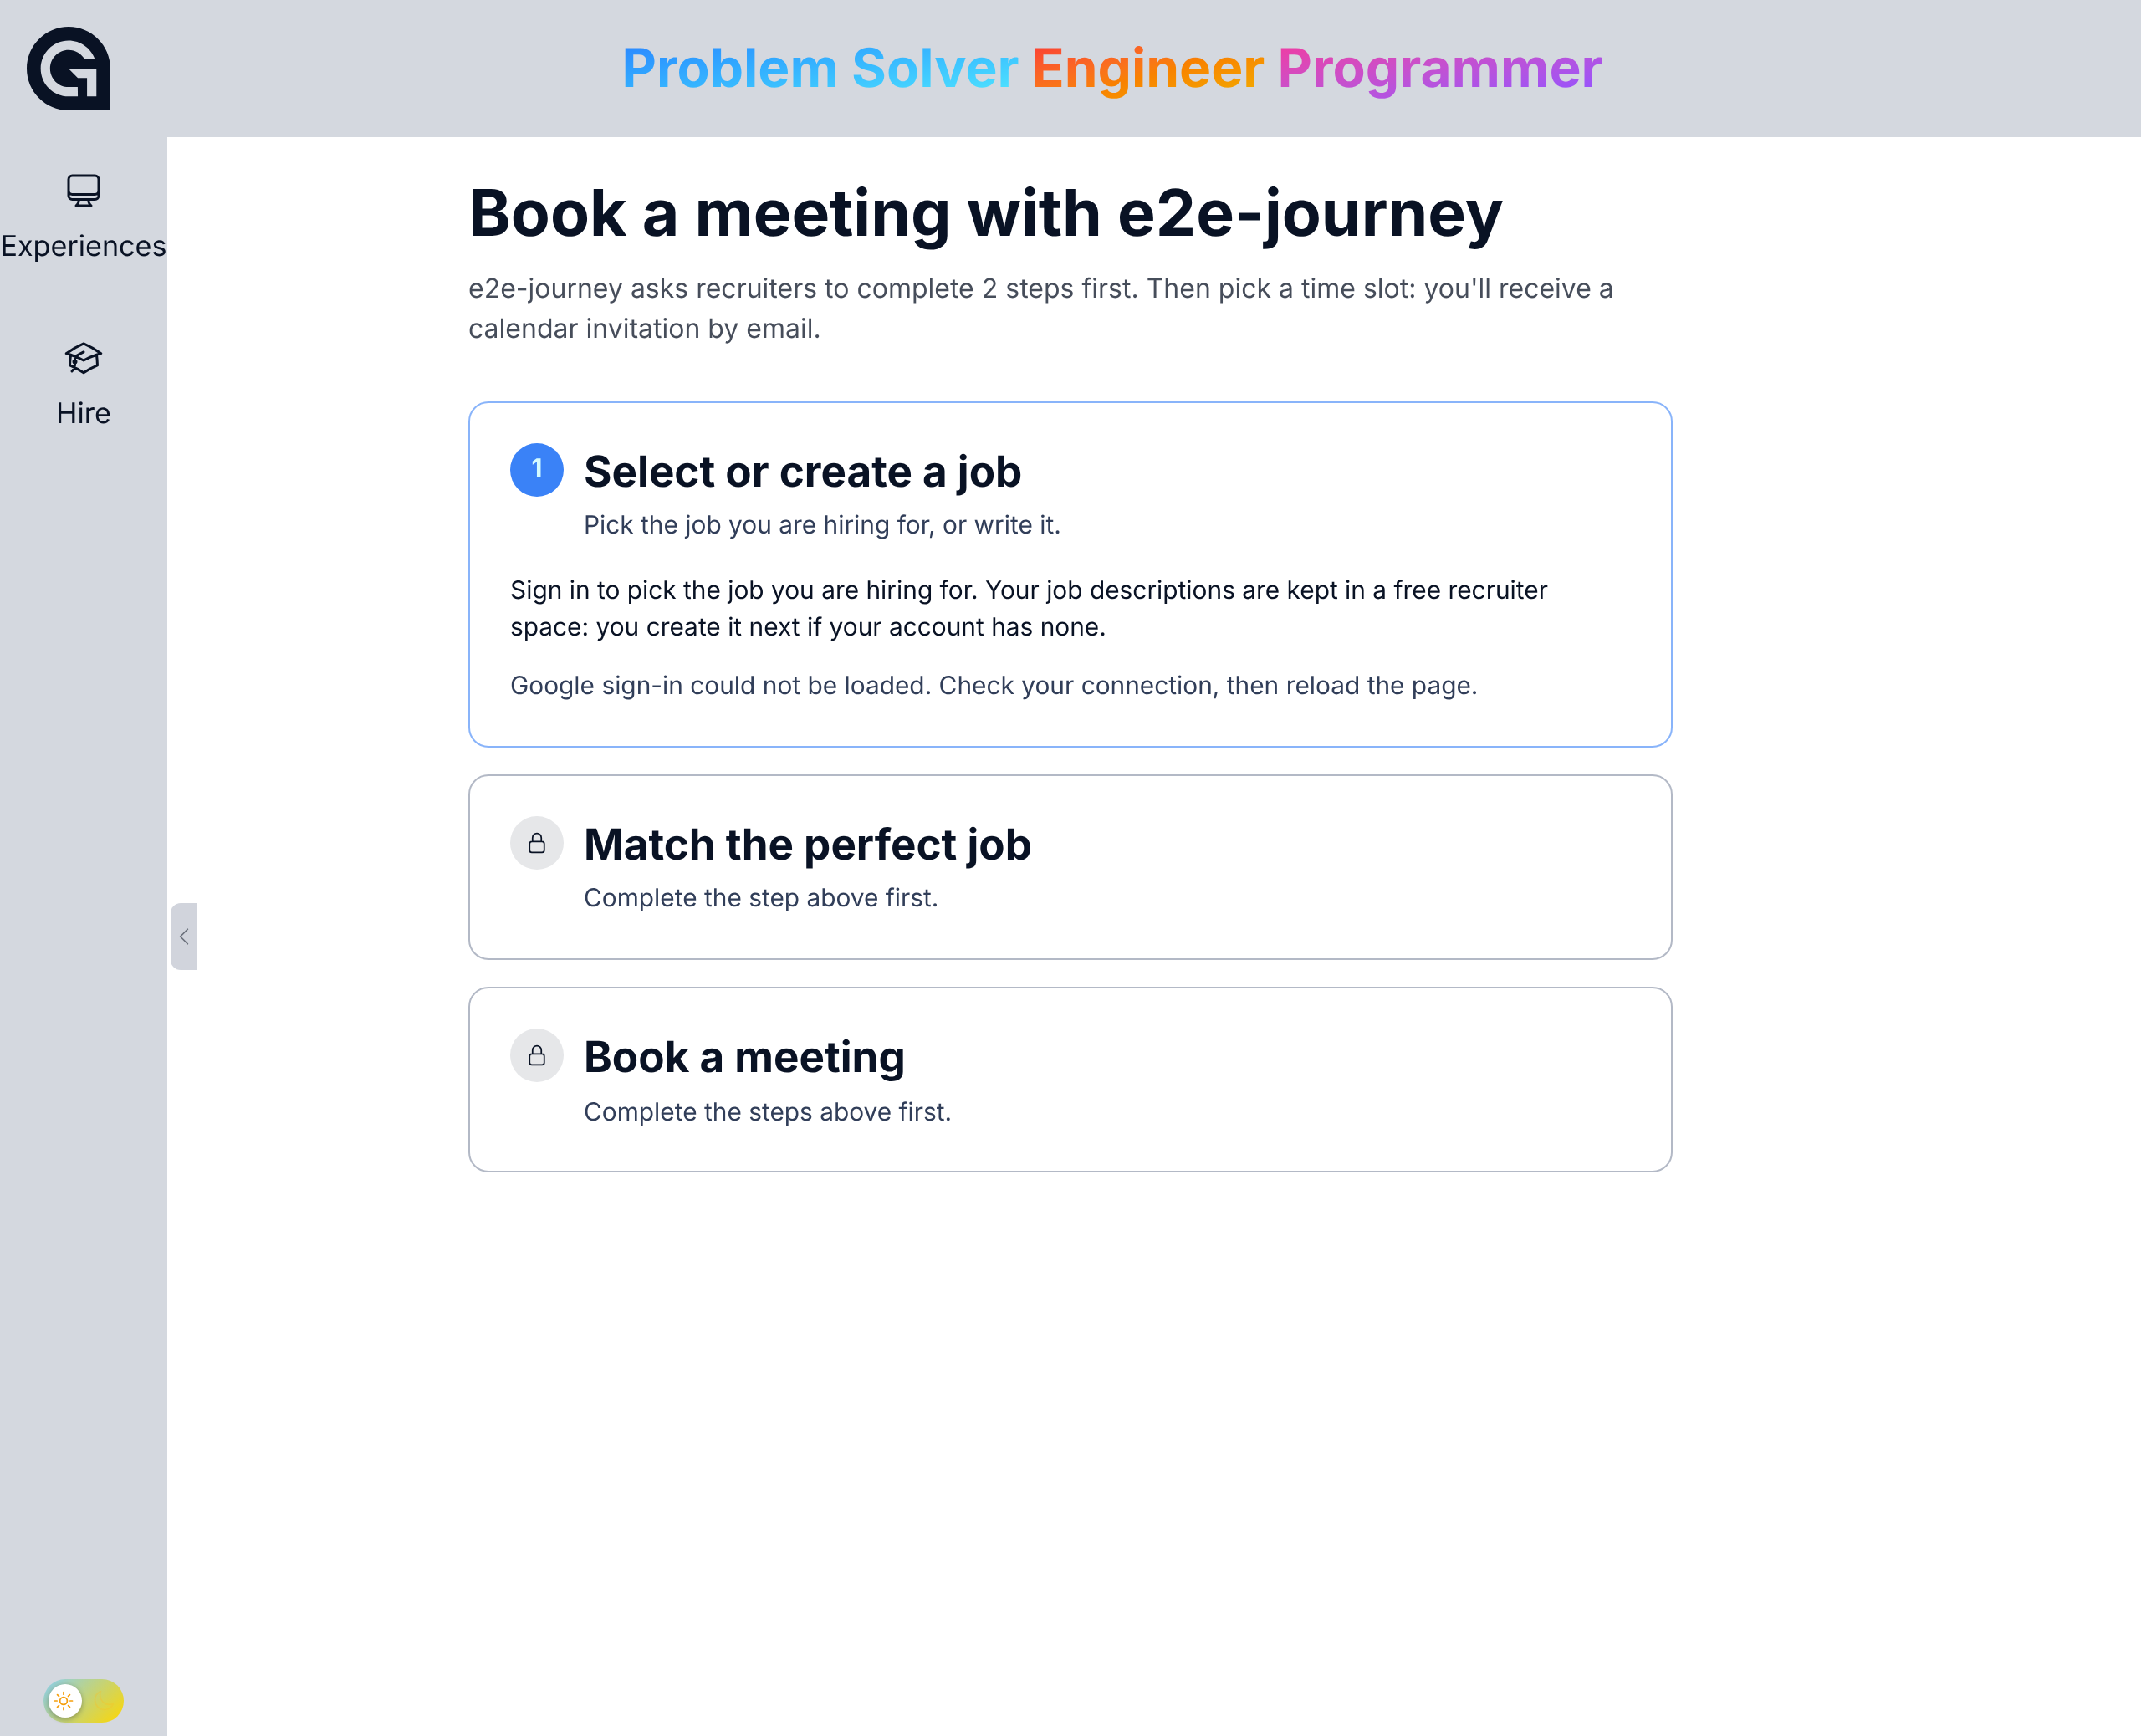 Problem Solver Engineer Programmer
Experiences
Hire
Book a meeting with e2e-journey
e2e-journey asks recruiters to complete 2 steps first. Then pick a time slot: you'll receive a
calendar invitation by email.
1
Select or create a job
Pick the job you are hiring for, or write it.
Sign in to pick the job you are hiring for. Your job descriptions are kept in a free recruiter
space: you create it next if your account has none.
Google sign-in could not be loaded. Check your connection, then reload the page.
Match the perfect job
Complete the step above first.
Book a meeting
Complete the steps above first.